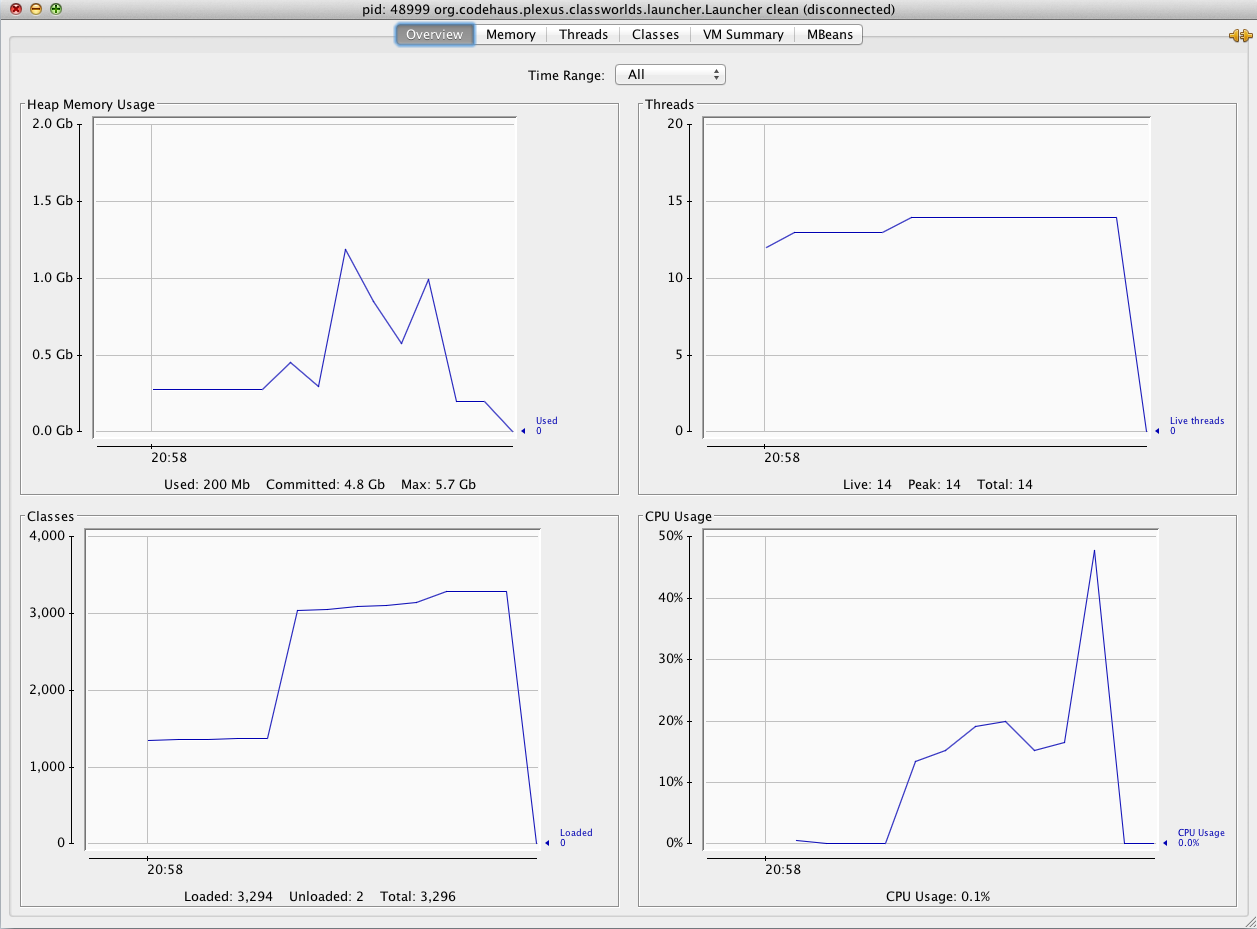 pid: 48999 org.codehaus.plexus.classworlds.launcher.Launcher clean (disconnected)
Overview Memory Threads Classes VM Summary MBeans
Time Range: All
Heap Memory Usage
2.0 Gb
1.5 Gb
1.0 Gb
0.5 Gb
0.0 Gb
Used
0
20:58
Used: 200 Mb Committed: 4.8 Gb Max: 5.7 Gb
Threads
20
15
10
5
0
Live threads
0
20:58
Live: 14 Peak: 14 Total: 14
Classes
4,000
3,000
2,000
1,000
0
Loaded
0
20:58
Loaded: 3,294 Unloaded: 2 Total: 3,296
CPU Usage
50%
40%
30%
20%
10%
0%
CPU Usage
0.0%
20:58
CPU Usage: 0.1%